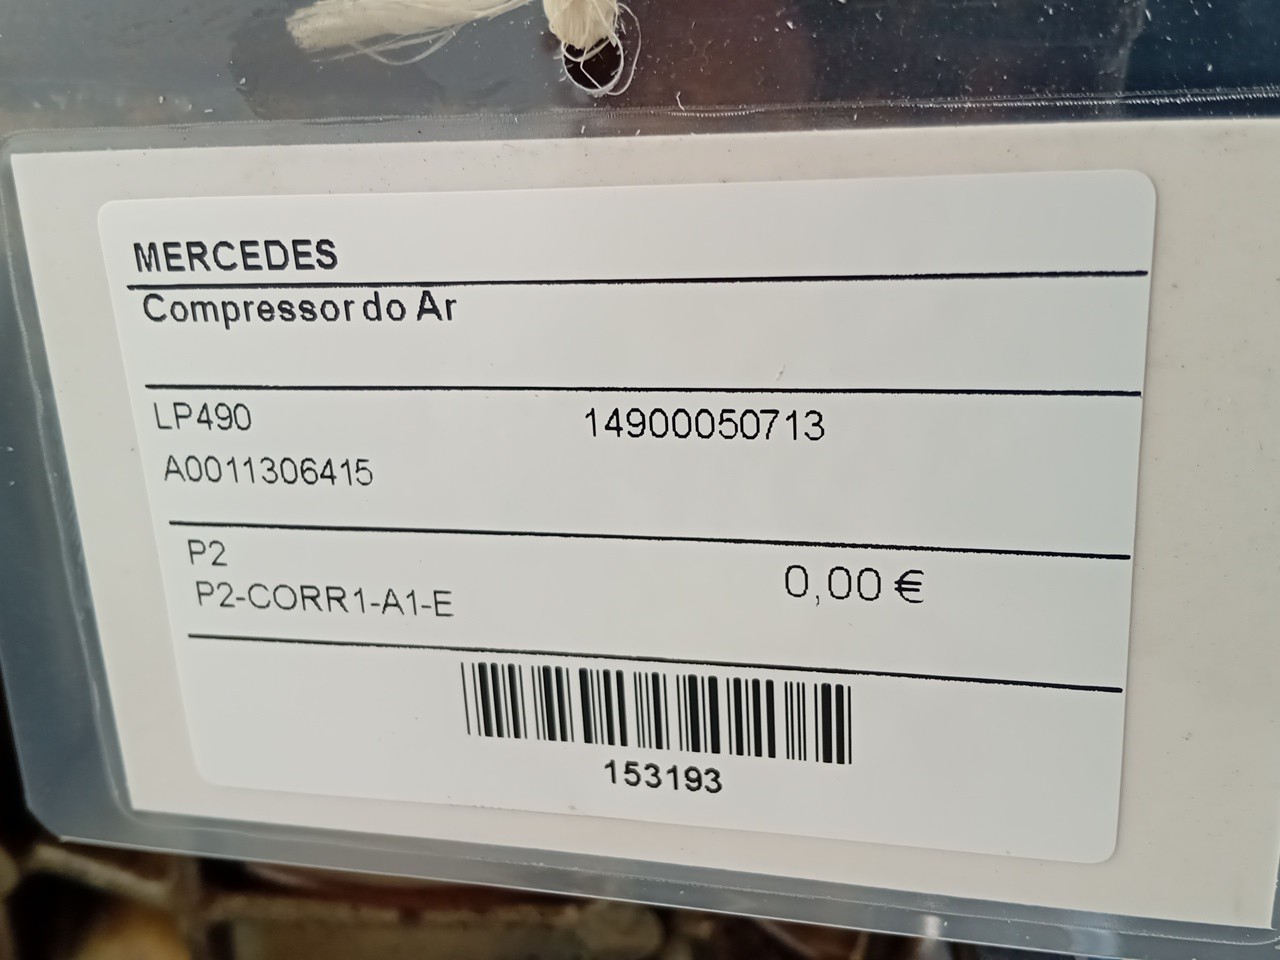 MERCEDES
Compressor do Ar
LP490 14900050713
A0011306415
P2
0,00 €
P2-CORR1-A1-E
153193